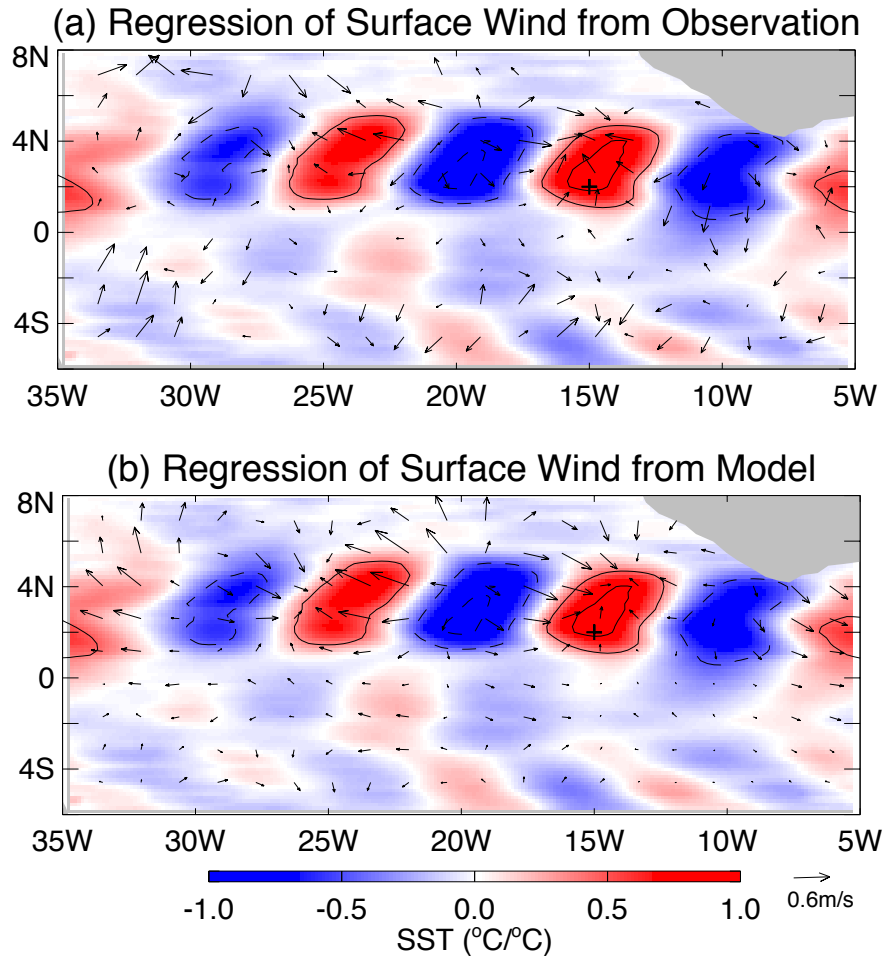 (a) Regression of Surface Wind from Observation
8N
4N
0
4S
35W 30W 25W 20W 15W 10W 5W
(b) Regression of Surface Wind from Model
8N
4N
0
4S
35W 30W 25W 20W 15W 10W 5W
-1.0 -0.5 0.0 0.5 1.0
0.6m/s
SST (°C/°C)